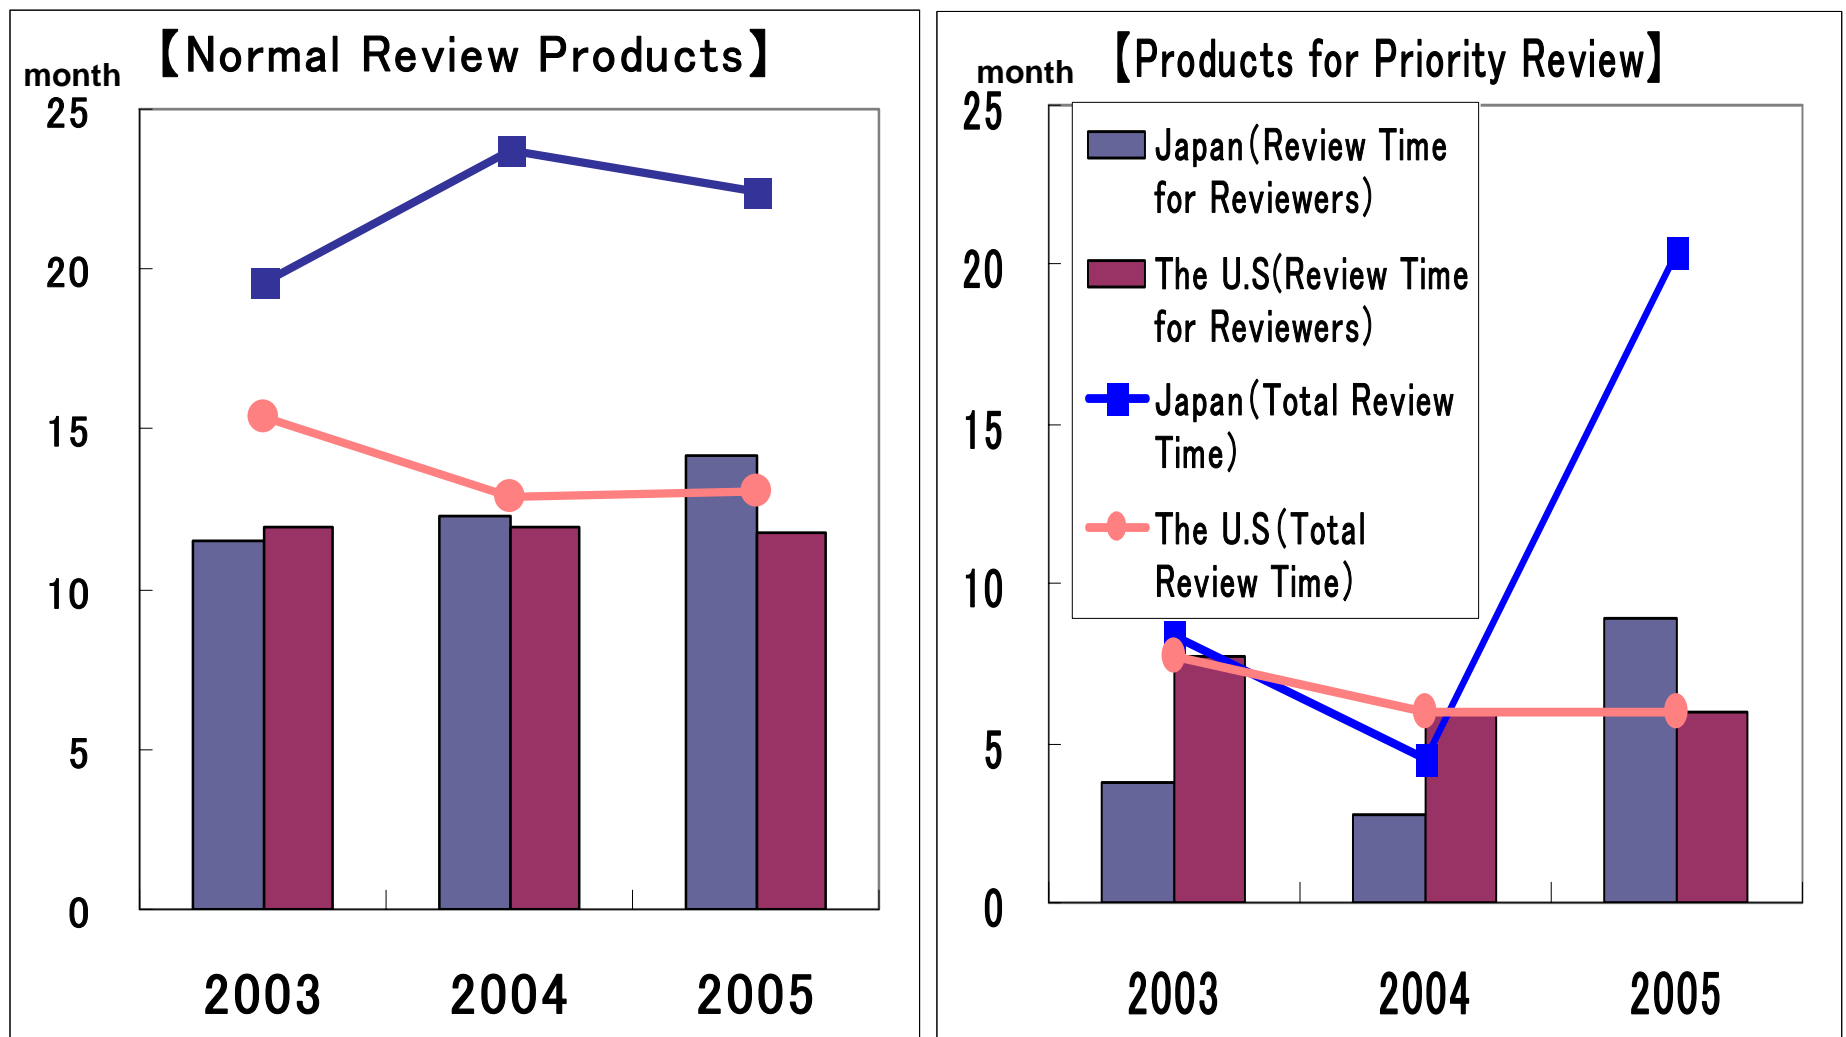 【Normal Review Products】
month
25
20
15
10
5
0
2003 2004 2005
【Products for Priority Review】
month
25
20
15
10
5
0
Japan(Review Time
for Reviewers)
The U.S(Review Time
for Reviewers)
Japan(Total Review
Time)
The U.S(Total
Review Time)
2003 2004 2005